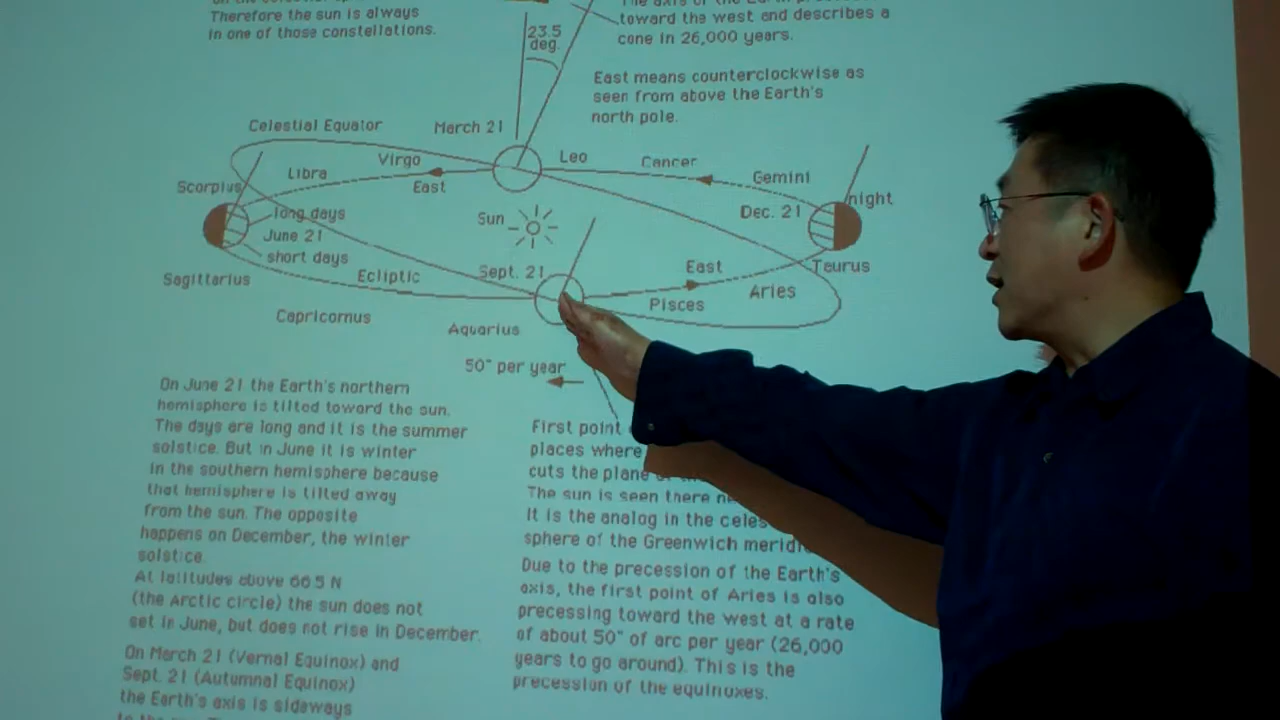 Therefore the sun is always
in one of those constellations.
toward the west and describes a
cone in 26,000 years.
23.5
deg.
East means counterclockwise as
seen from above the Earth's
north pole.
Celestial Equator
March 21
Virgo
Leo
Cancer
Libra
East
Gemini
Scorpius
night
long days
Sun
Dec. 21
June 21
short days
Sept. 21
East
Taurus
Sagittarius
Ecliptic
Pisces
Aries
Capricornus
Aquarius
50" per year
On June 21 the Earth's northern
hemisphere is tilted toward the sun.
The days are long and it is the summer
solstice. But in June it is winter
in the southern hemisphere because
that hemisphere is tilted away
from the sun. The opposite
happens on December, the winter
solstice.
At latitudes above 66.5 N
(the Arctic circle) the sun does not
set in June, but does not rise in December.
On March 21 (Vernal Equinox) and
Sept. 21 (Autumnal Equinox)
the Earth's axis is sideways
First point
places where
cuts the plane
The sun is seen there
It is the analog in the
sphere of the Greenwich
Due to the precession of the Earth's
axis, the first point of Aries is also
precessing toward the west at a rate
of about 50" of arc per year (26,000
years to go around). This is the
precession of the equinoxes.